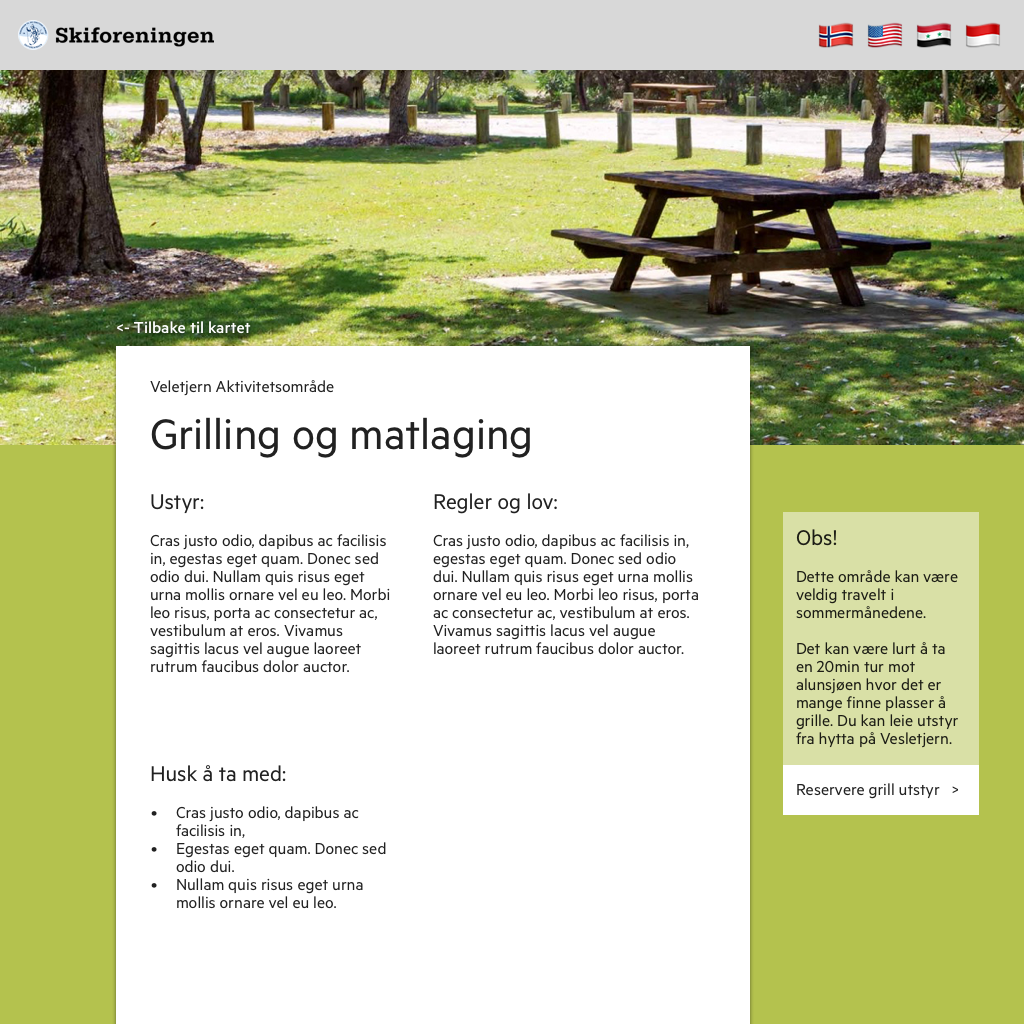 Skiforeningen
<- Tilbake til kartet
Veletjern Aktivitetsområde
Grilling og matlaging
Ustyr:
Cras justo odio, dapibus ac facilisis
in, egestas eget quam. Donec sed
odio dui. Nullam quis risus eget
urna mollis ornare vel eu leo. Morbi
leo risus, porta ac consectetur ac,
vestibulum at eros. Vivamus
sagittis lacus vel augue laoreet
rutrum faucibus dolor auctor.
Regler og lov:
Cras justo odio, dapibus ac facilisis in,
egestas eget quam. Donec sed odio
dui. Nullam quis risus eget urna mollis
ornare vel eu leo. Morbi leo risus, porta
ac consectetur ac, vestibulum at eros.
Vivamus sagittis lacus vel augue
laoreet rutrum faucibus dolor auctor.
Husk å ta med:
• Cras justo odio, dapibus ac
facilisis in,
• Egestas eget quam. Donec sed
odio dui.
• Nullam quis risus eget urna
mollis ornare vel eu leo.
Obs!
Dette område kan være
veldig travelt i
sommermånedene.
Det kan være lurt å ta
en 20min tur mot
alunsjøen hvor det er
mange finne plasser å
grille. Du kan leie utstyr
fra hytta på Vesletjern.
Reservere grill utstyr >